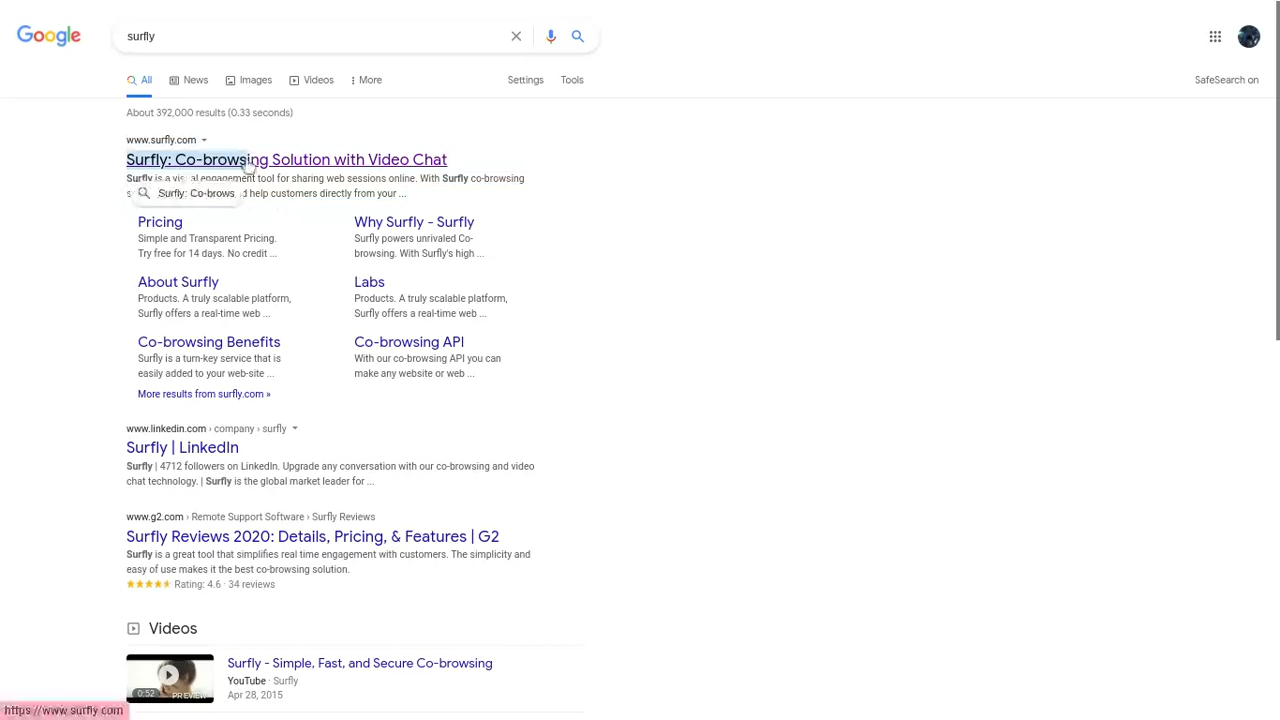 Google
surfly
All
News
Images
Videos
More
Settings
Tools
SafeSearch on
About 392,000 results (0.33 seconds)
www.surfly.com
Surfly: Co-browsing Solution with Video Chat
Surfly is a visual engagement tool for sharing web sessions online. With Surfly co-browsing
Surfly: Co-brows
d help customers directly from your ...
Pricing
Simple and Transparent Pricing.
Try free for 14 days. No credit ...
Why Surfly - Surfly
Surfly powers unrivaled Co-
browsing. With Surfly's high ...
About Surfly
Products. A truly scalable platform,
Surfly offers a real-time web ...
Labs
Products. A truly scalable platform,
Surfly offers a real-time web ...
Co-browsing Benefits
Surfly is a turn-key service that is
easily added to your web-site ...
Co-browsing API
With our co-browsing API you can
make any website or web ...
More results from surfly.com »
www.linkedin.com › company › surfly
Surfly | LinkedIn
Surfly | 4712 followers on LinkedIn. Upgrade any conversation with our co-browsing and video
chat technology. | Surfly is the global market leader for ...
www.g2.com › Remote Support Software › Surfly Reviews
Surfly Reviews 2020: Details, Pricing, & Features | G2
Surfly is a great tool that simplifies real time engagement with customers. The simplicity and
easy of use makes it the best co-browsing solution.
Rating: 4.6 · 34 reviews
Videos
Surfly - Simple, Fast, and Secure Co-browsing
YouTube · Surfly
Apr 28, 2015
0:52
PREVIEW
https://www.surfly.com